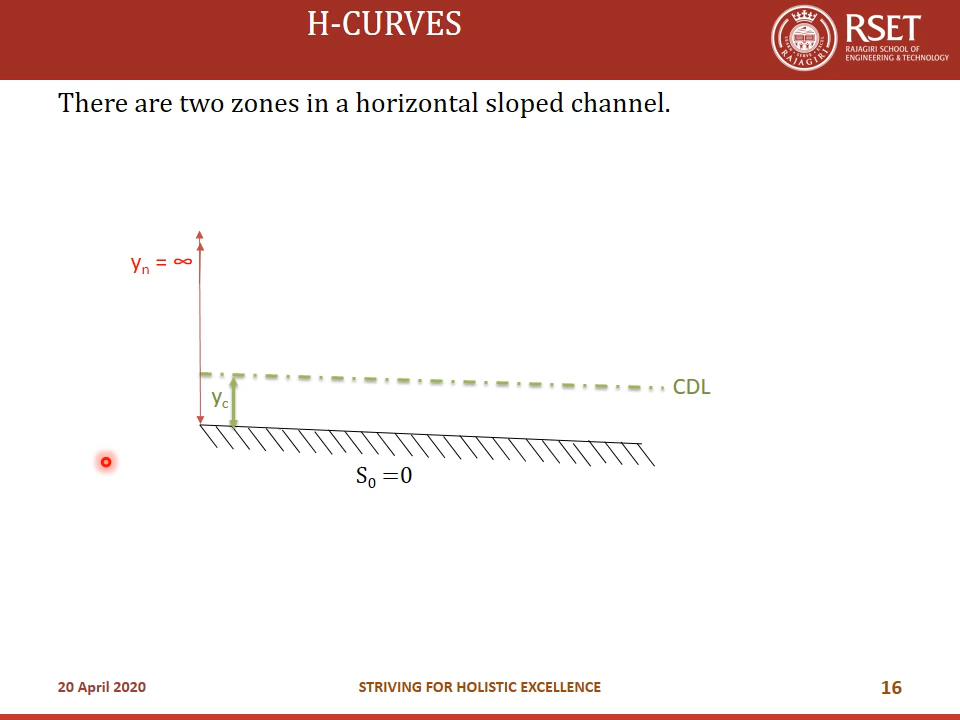 H-CURVES
RSET
RAJAGIRI SCHOOL OF
ENGINEERING & TECHNOLOGY
RAJAGIRI
There are two zones in a horizontal sloped channel.
yn = ∞
yc
CDL
S0 =0
20 April 2020
STRIVING FOR HOLISTIC EXCELLENCE
16